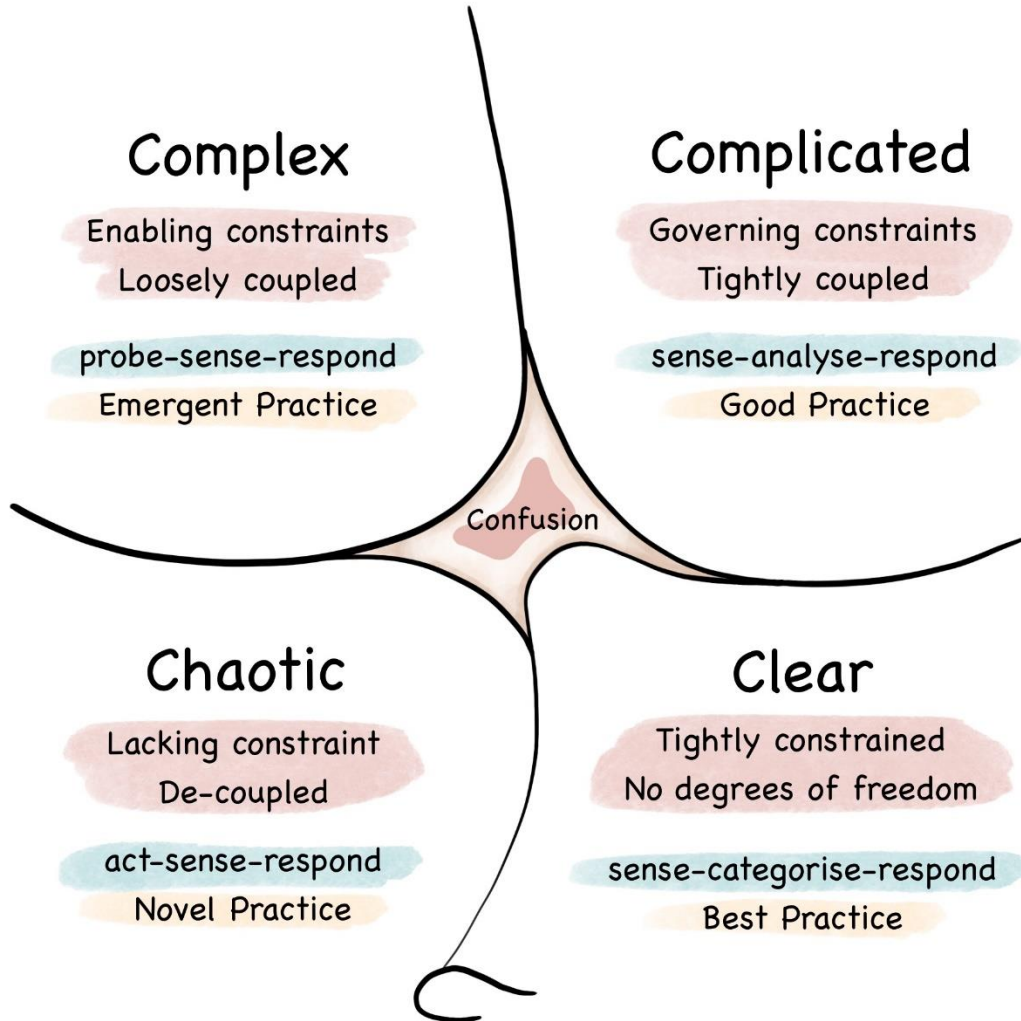 Complex
Enabling constraints
Loosely coupled
probe-sense-respond
Emergent Practice
Complicated
Governing constraints
Tightly coupled
sense-analyse-respond
Good Practice
Confusion
Chaotic
Lacking constraint
De-coupled
act-sense-respond
Novel Practice
Clear
Tightly constrained
No degrees of freedom
sense-categorise-respond
Best Practice